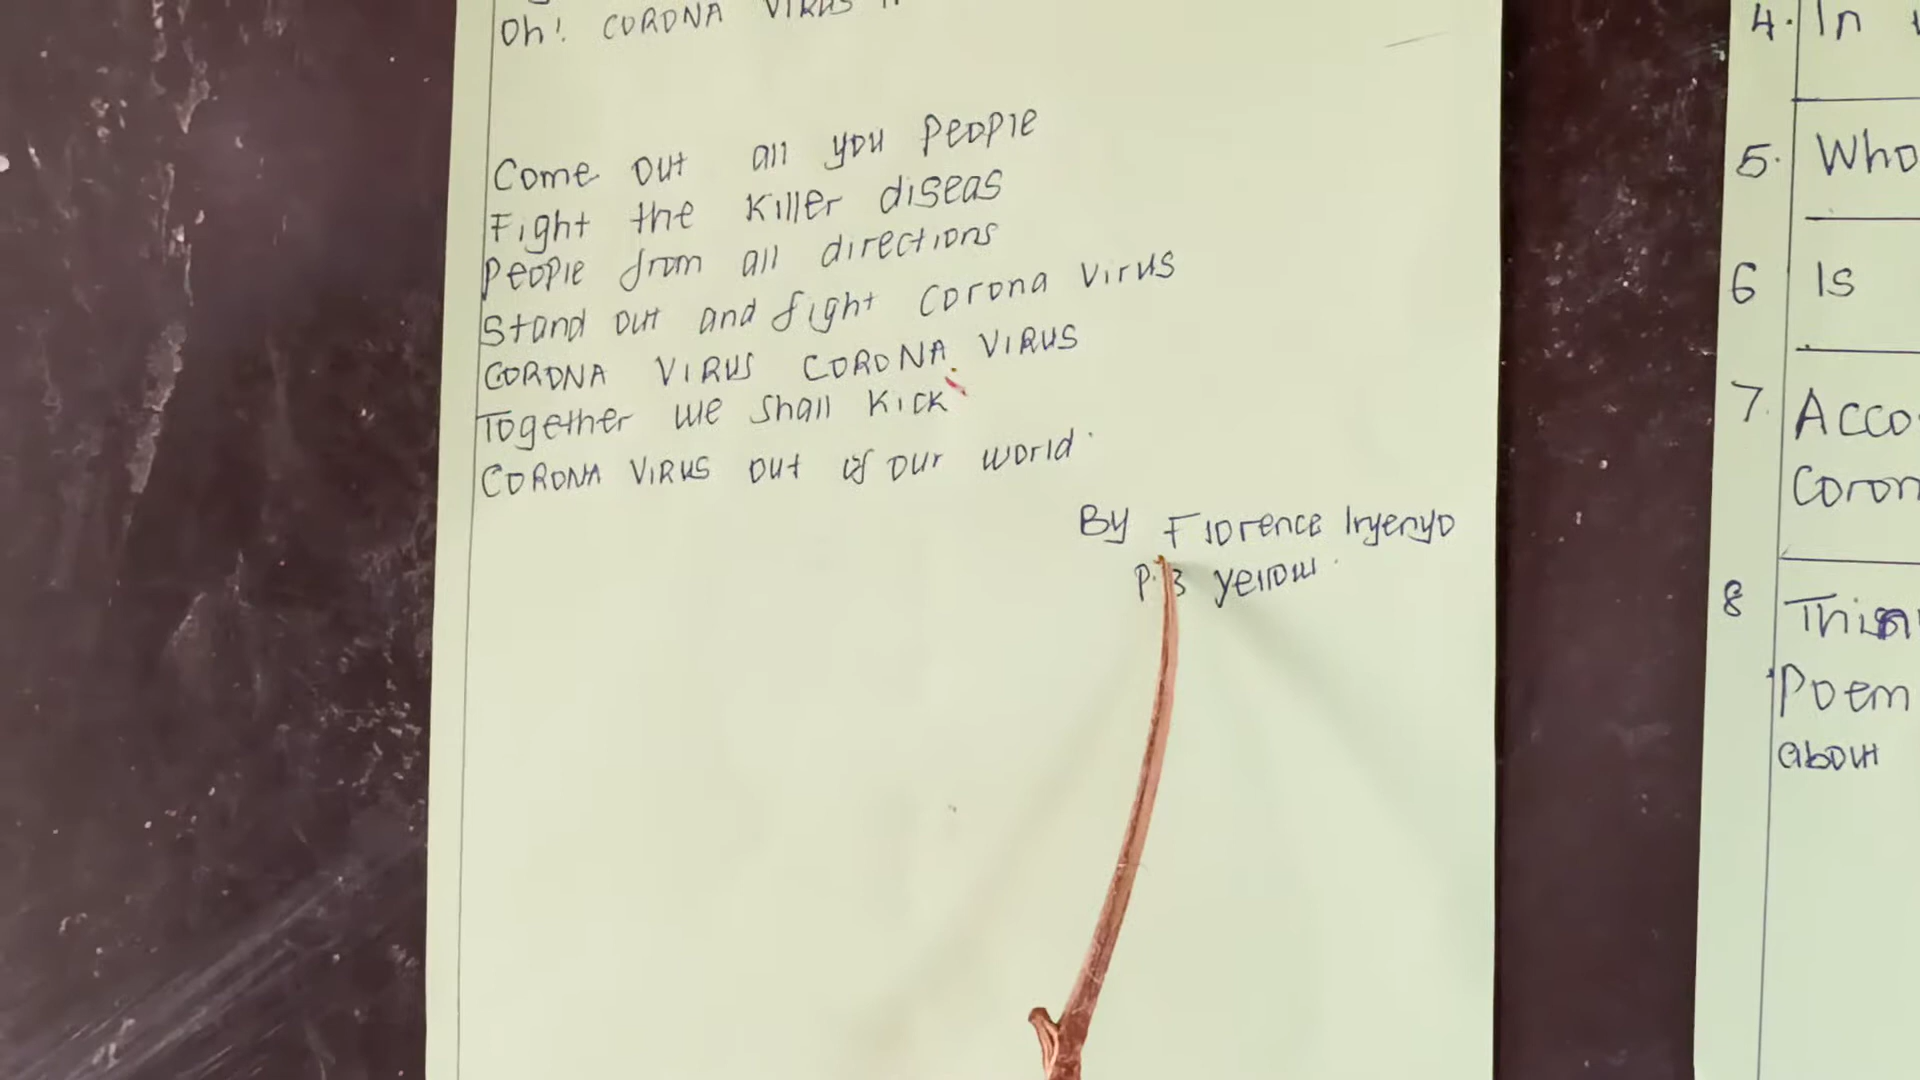 Oh! CORONA VIRUS
Come out all you people
Fight the killer diseas
People from all directions
Stand out and fight Corona Virus
CORONA VIRUS CORONA VIRUS
Together we shall kick
CORONA VIRUS out of our world.
By Florence Inyenyo
P.3 yellow.
4. In
5. Who
6 Is
7. Acco
Coron
8 This
Poem
about